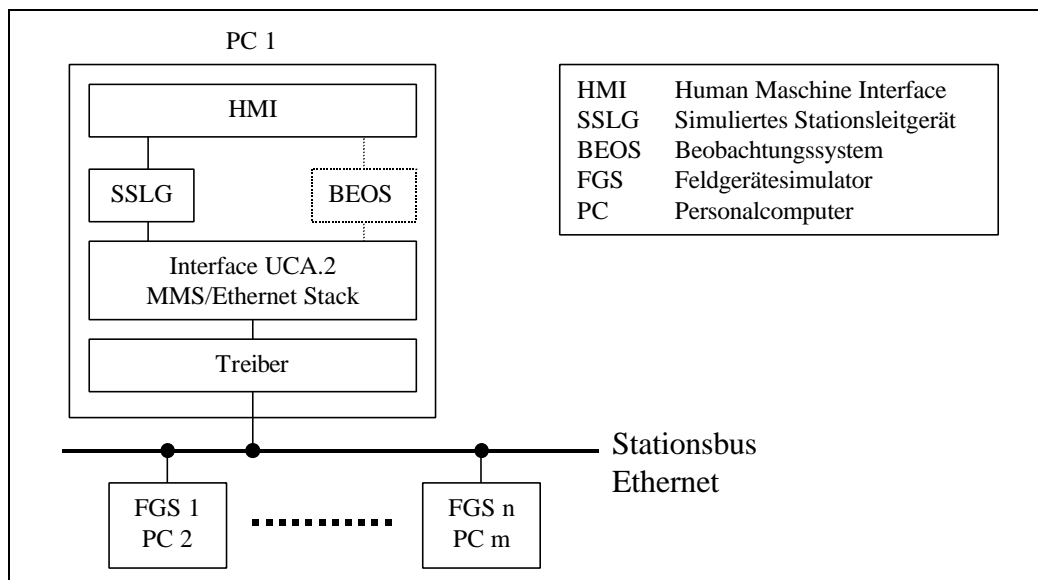 PC 1
HMI
SSLG
BEOS
Interface UCA.2
MMS/Ethernet Stack
Treiber
HMI Human Maschine Interface
SSLG Simuliertes Stationsleitgerät
BEOS Beobachtungssystem
FGS Feldgerätesimulator
PC Personalcomputer
Stationsbus
Ethernet
FGS 1
PC 2
FGS n
PC m